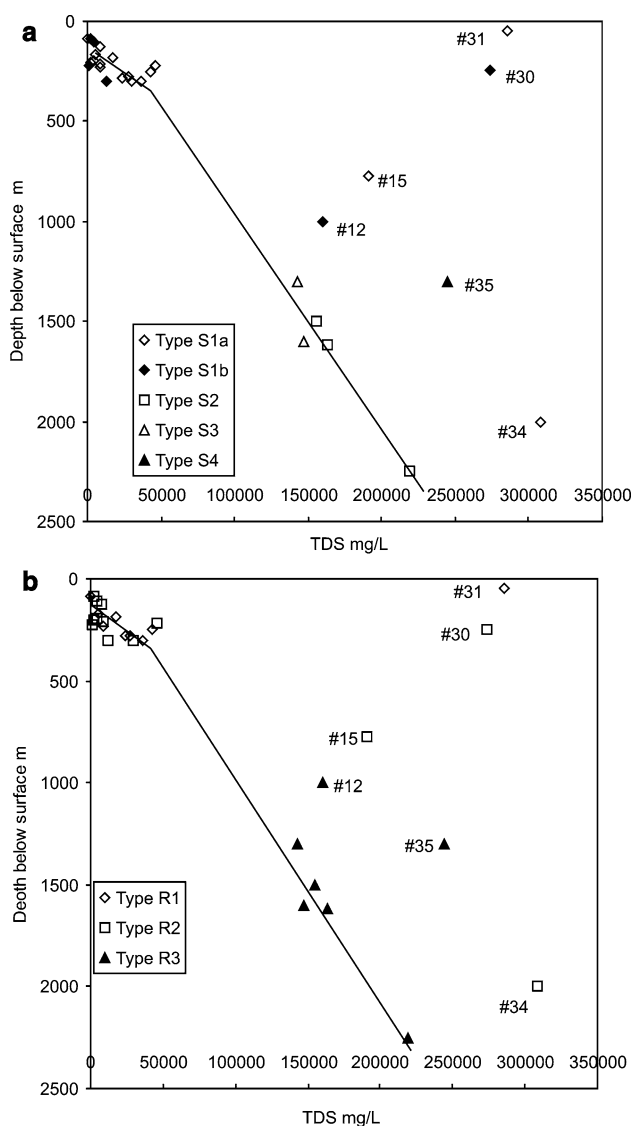 a
0
500
1000
1500
2000
2500
Depth below surface m
#31
#30
#15
#12
#35
#34
Type S1a
Type S1b
Type S2
Type S3
Type S4
0 50000 100000 150000 200000 250000 300000 350000
TDS mg/L
b
0
500
1000
1500
2000
2500
Deoth below surface m
#31
#30
#15
#12
#35
#34
Type R1
Type R2
Type R3
0 50000 100000 150000 200000 250000 300000 350000
TDS mg/L